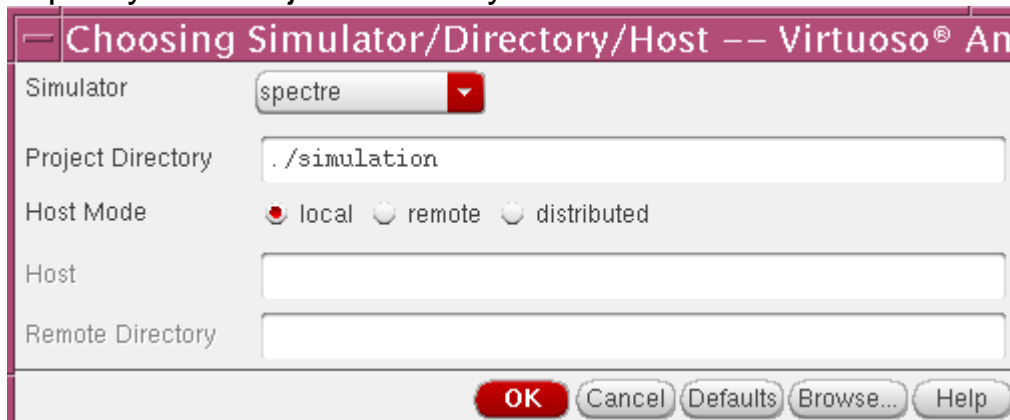 Choosing Simulator/Directory/Host -- Virtuoso® An
Simulator spectre
Project Directory ./simulation
Host Mode local remote distributed
Host
Remote Directory
OK Cancel Defaults Browse... Help